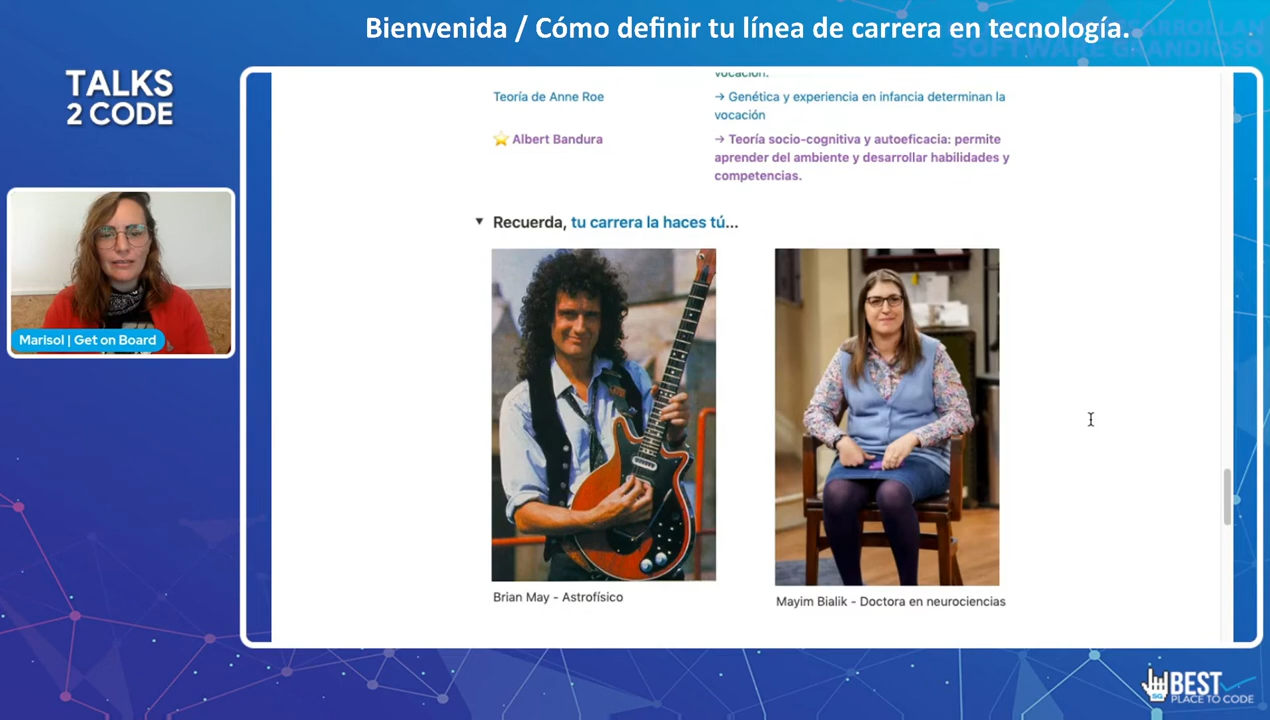 Bienvenida / Cómo definir tu línea de carrera en tecnología.
TALKS
2 CODE
vocación.
Teoría de Anne Roe
→ Genética y experiencia en infancia determinan la
vocación
⭐ Albert Bandura
→ Teoría socio-cognitiva y autoeficacia: permite
aprender del ambiente y desarrollar habilidades y
competencias.
▼ Recuerda, tu carrera la haces tú...
Marisol | Get on Board
Brian May - Astrofísico
Mayim Bialik - Doctora en neurociencias
SG
BEST
PLACE TO CODE